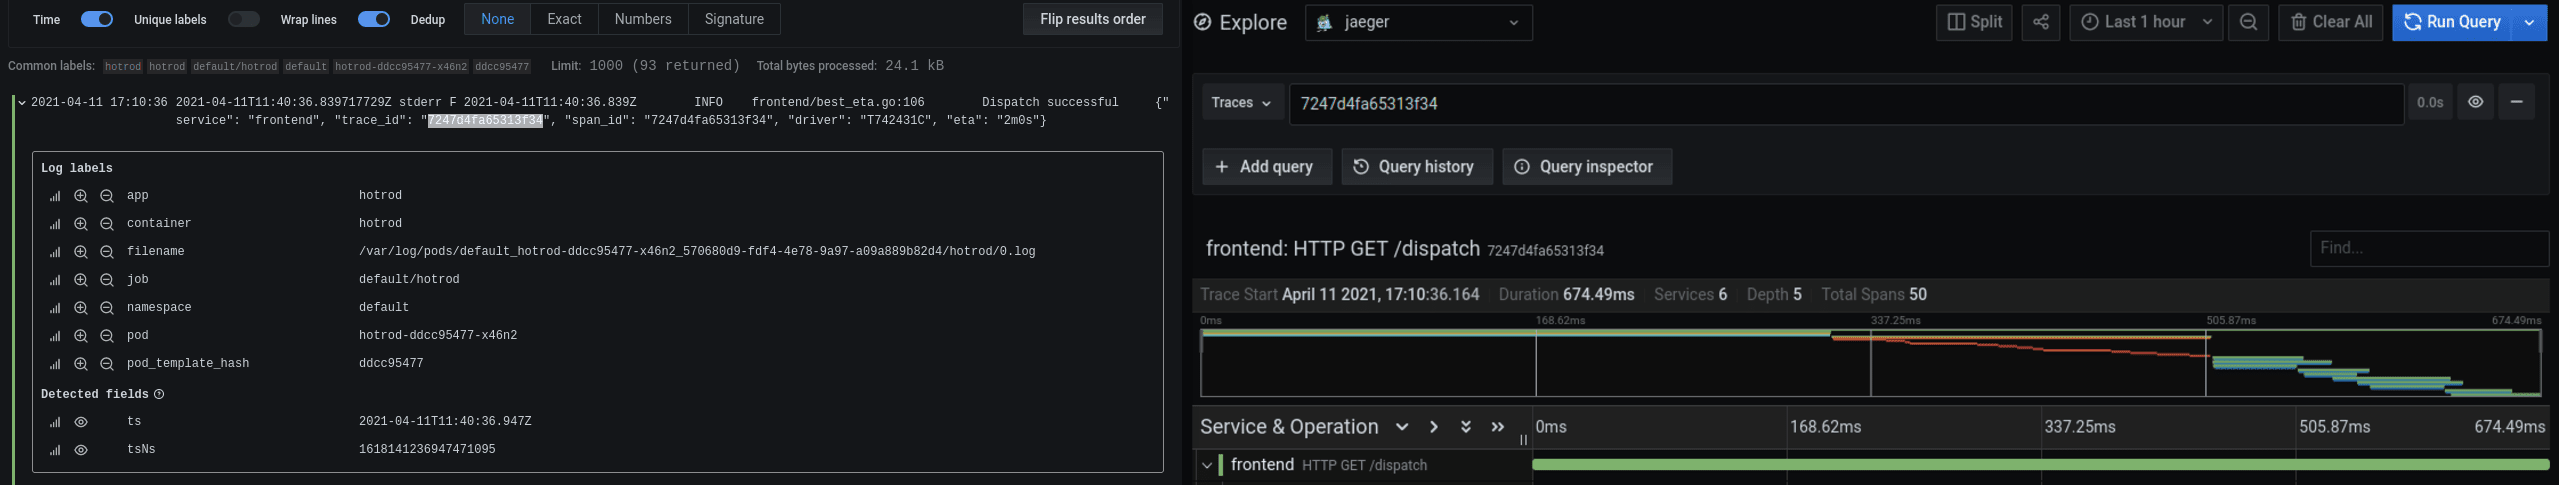 Time Unique labels Wrap lines Dedup None Exact Numbers Signature Flip results order
Common labels: hotrod hotrod default/hotrod default hotrod-ddcc95477-x46n2 ddcc95477 Limit: 1000 (93 returned) Total bytes processed: 24.1 kB
2021-04-11 17:10:36 2021-04-11T11:40:36.839717729Z stderr F 2021-04-11T11:40:36.839Z INFO frontend/best_eta.go:106 Dispatch successful {"
service": "frontend", "trace_id": "7247d4fa65313f34", "span_id": "7247d4fa65313f34", "driver": "T742431C", "eta": "2m0s"}
Log labels
app hotrod
container hotrod
filename /var/log/pods/default_hotrod-ddcc95477-x46n2_570680d9-fdf4-4e78-9a97-a09a889b82d4/hotrod/0.log
job default/hotrod
namespace default
pod hotrod-ddcc95477-x46n2
pod_template_hash ddcc95477
Detected fields
ts 2021-04-11T11:40:36.947Z
tsNs 1618141236947471095
Explore jaeger Split Last 1 hour Clear All Run Query
Traces 7247d4fa65313f34 0.0s
Add query Query history Query inspector
frontend: HTTP GET /dispatch 7247d4fa65313f34 Find...
Trace Start April 11 2021, 17:10:36.164 Duration 674.49ms Services 6 Depth 5 Total Spans 50
0ms 168.62ms 337.25ms 505.87ms 674.49ms
Service & Operation 0ms 168.62ms 337.25ms 505.87ms 674.49ms
frontend HTTP GET /dispatch